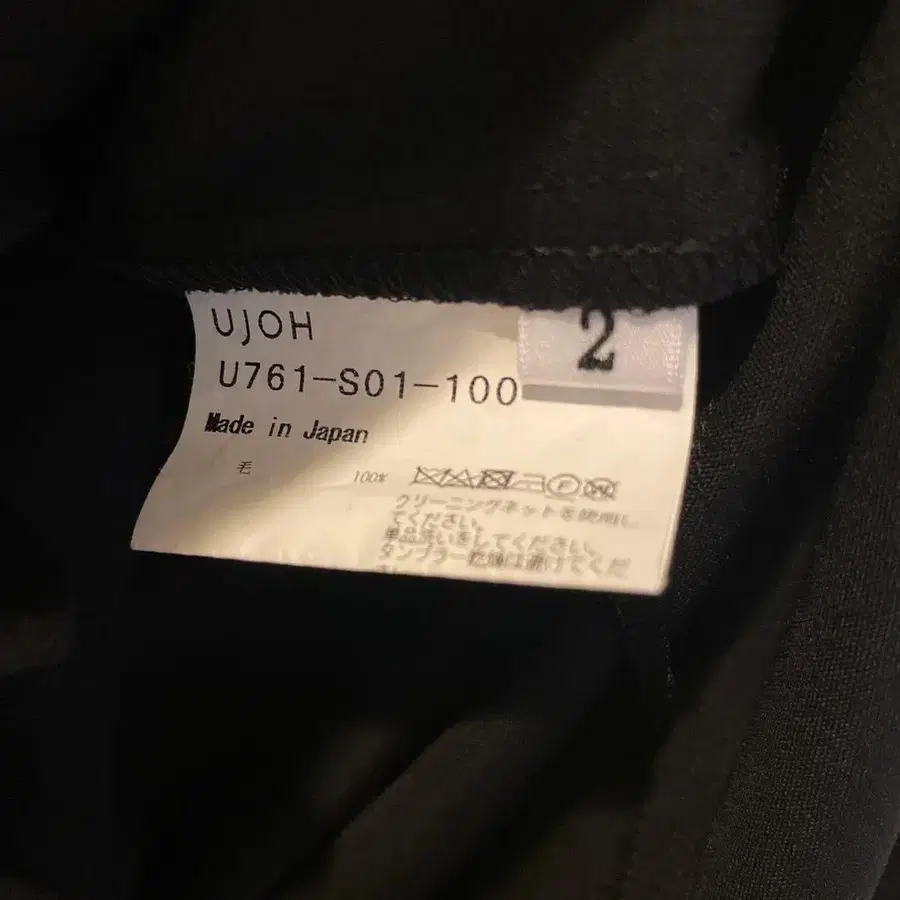 UJOH
2
U761-S01-100
Made in Japan
毛 100%
クリーニングネットを使用し
てください。
単品洗いをしてください。
タンブラー乾燥は避けてくだ